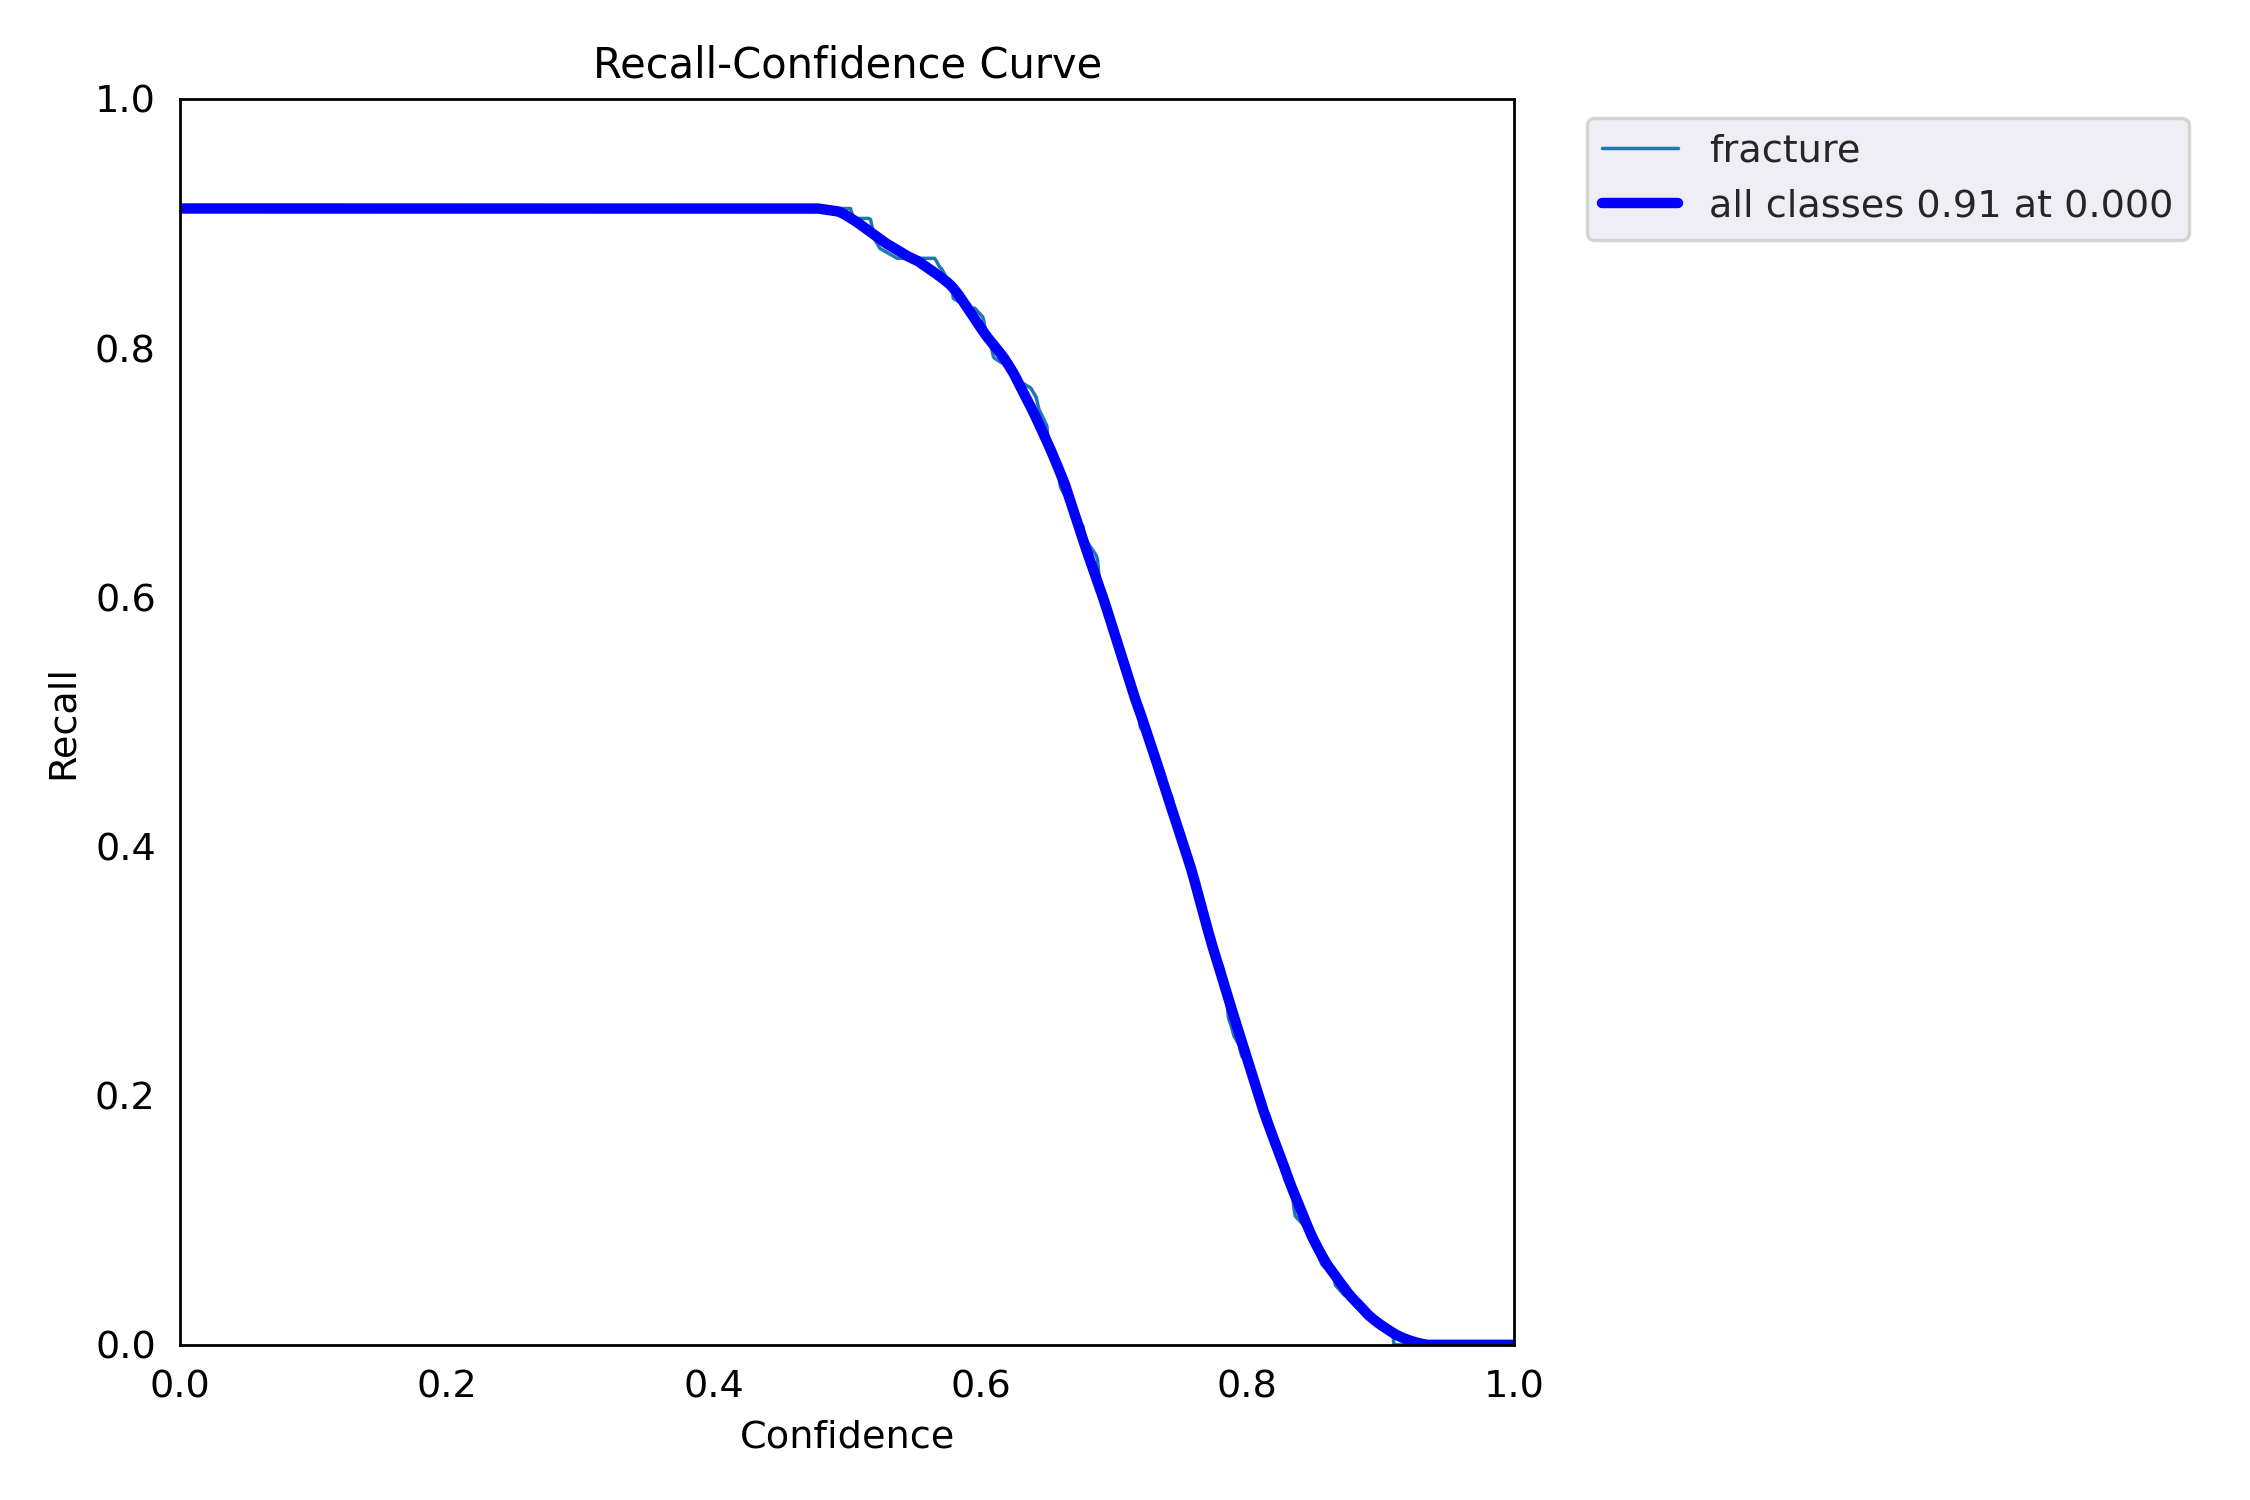 Recall-Confidence Curve
1.0
0.8
0.6
0.4
0.2
0.0
Recall
0.0 0.2 0.4 0.6 0.8 1.0
Confidence
fracture
all classes 0.91 at 0.000